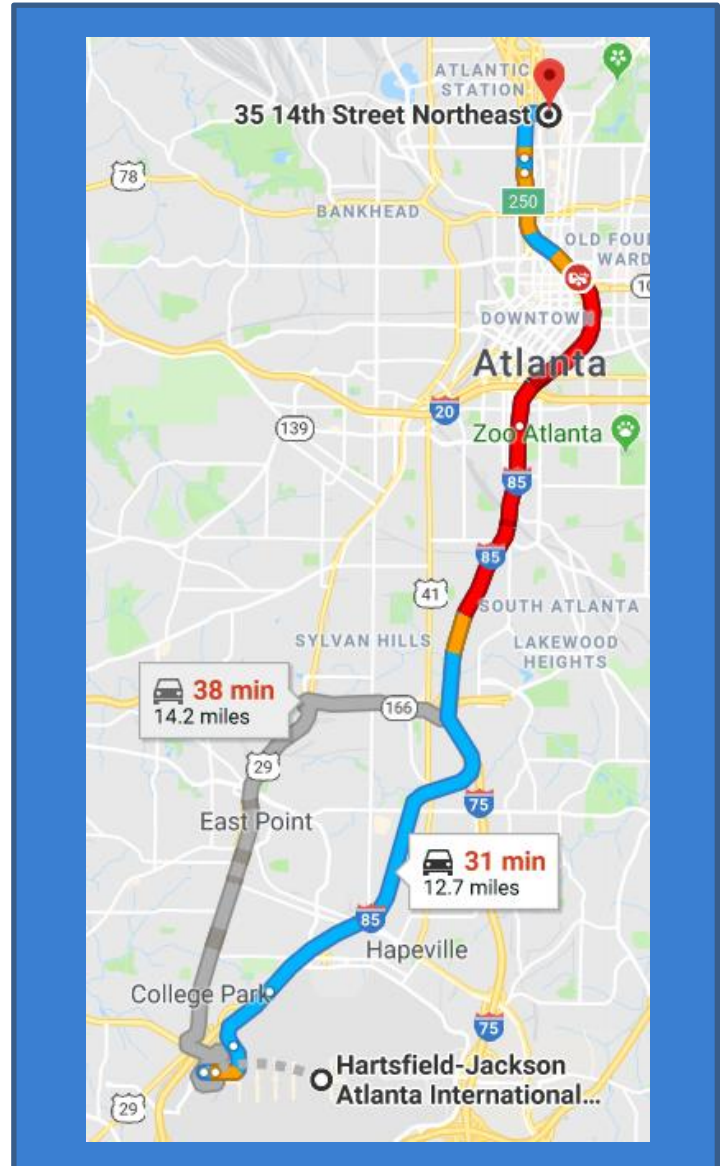 ATLANTIC
STATION
35 14th Street Northeast
78
250
BANKHEAD
OLD FOU
WARD
10
DOWNTOW
Atlanta
20
139
Zoo Atlanta
85
85
41
SOUTH ATLANTA
SYLVAN HILLS
LAKEWOOD
HEIGHTS
38 min
14.2 miles
166
29
75
East Point
31 min
12.7 miles
85
Hapeville
College Park
75
Hartsfield-Jackson
Atlanta International...
29